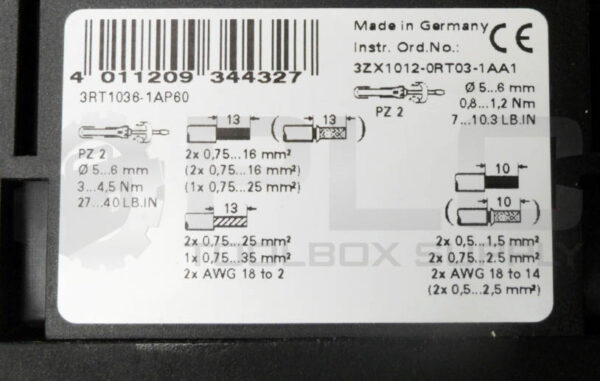 Made in Germany
Instr. Ord.No.:
CE
3ZX1012-0RT03-1AA1
4 011209 344327
3RT1036-1AP60
PZ 2
Ø 5...6 mm
0,8...1,2 Nm
7...10.3 LB.IN
PZ 2
Ø 5...6 mm
3...4,5 Nm
27...40 LB.IN
13
13
2x 0,75...16 mm²
(2x 0,75...16 mm²)
(1x 0,75...25 mm²)
13
2x 0,75...25 mm²
1x 0,75...35 mm²
2x AWG 18 to 2
10
10
2x 0,5...1,5 mm²
2x 0,75...2.5 mm²
2x AWG 18 to 14
(2x 0,5...2,5 mm²)
PLC
TOOLBOX SUPPLY